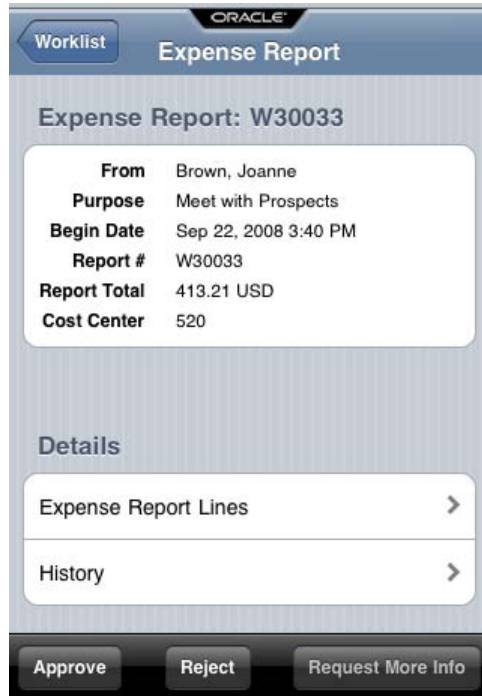 ORACLE
Worklist
Expense Report
Expense Report: W30033
From Brown, Joanne
Purpose Meet with Prospects
Begin Date Sep 22, 2008 3:40 PM
Report # W30033
Report Total 413.21 USD
Cost Center 520
Details
Expense Report Lines
History
Approve Reject Request More Info